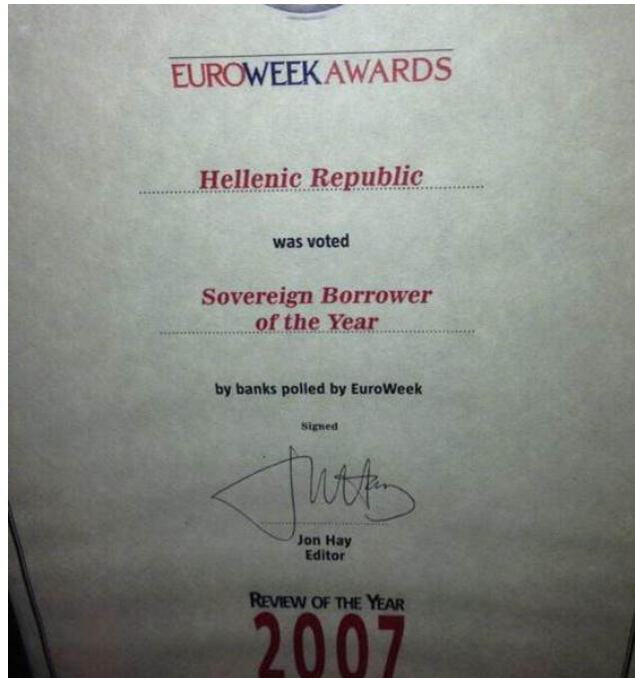 EUROWEEKAWARDS
Hellenic Republic
was voted
Sovereign Borrower
of the Year
by banks polled by EuroWeek
Signed
Jon Hay
Editor
REVIEW OF THE YEAR
2007